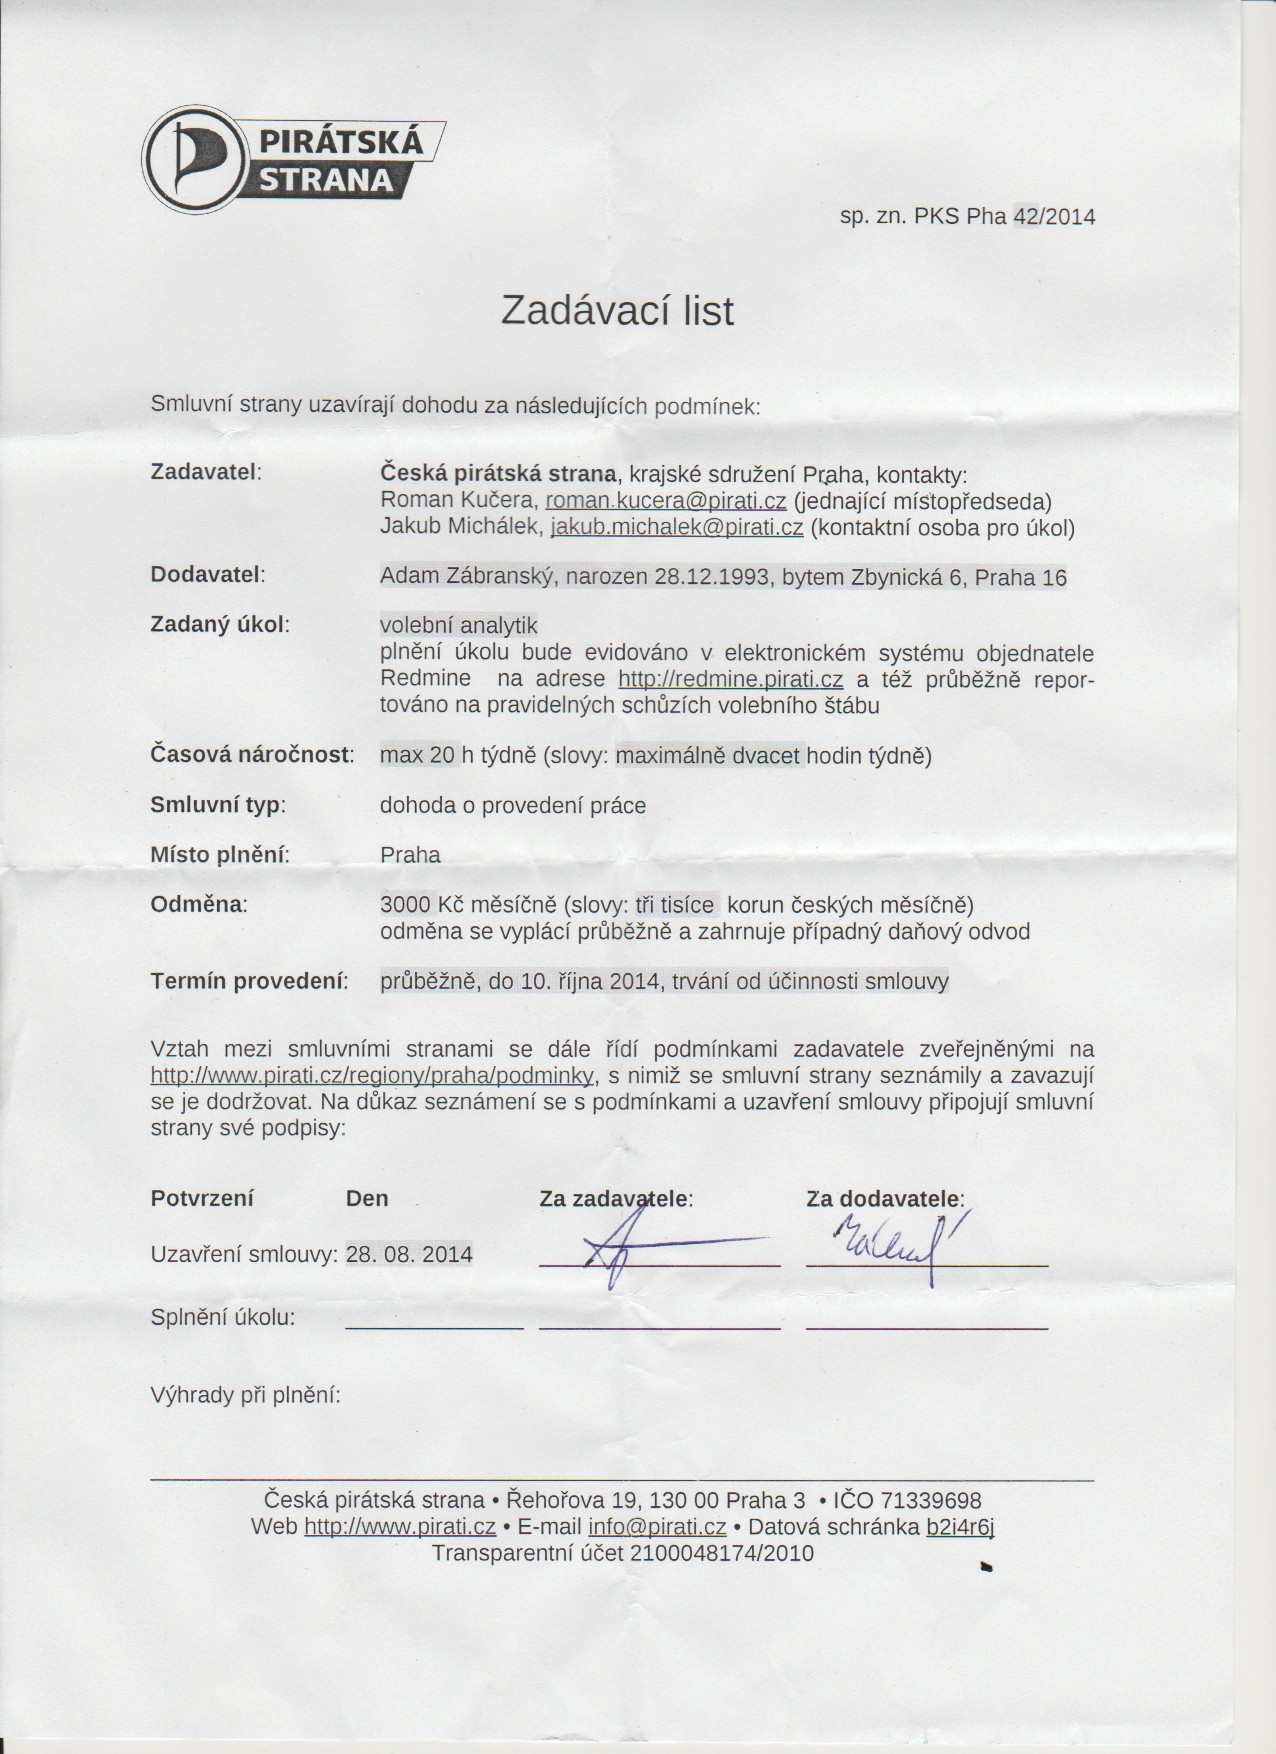 PIRÁTSKÁ
STRANA
sp. zn. PKS Pha 42/2014
Zadávací list
Smluvní strany uzavírají dohodu za následujících podmínek:
Zadavatel: Česká pirátská strana, krajské sdružení Praha, kontakty:
Roman Kučera, roman.kucera@pirati.cz (jednající místopředseda)
Jakub Michálek, jakub.michalek@pirati.cz (kontaktní osoba pro úkol)
Dodavatel: Adam Zábranský, narozen 28.12.1993, bytem Zbynická 6, Praha 16
Zadaný úkol: volební analytik
plnění úkolu bude evidováno v elektronickém systému objednatele
Redmine na adrese http://redmine.pirati.cz a též průběžně repor-
továno na pravidelných schůzích volebního štábu
Časová náročnost: max 20 h týdně (slovy: maximálně dvacet hodin týdně)
Smluvní typ: dohoda o provedení práce
Místo plnění: Praha
Odměna: 3000 Kč měsíčně (slovy: tři tisíce korun českých měsíčně)
odměna se vyplácí průběžně a zahrnuje případný daňový odvod
Termín provedení: průběžně, do 10. října 2014, trvání od účinnosti smlouvy
Vztah mezi smluvními stranami se dále řídí podmínkami zadavatele zveřejněnými na
http://www.pirati.cz/regiony/praha/podminky, s nimiž se smluvní strany seznámily a zavazují
se je dodržovat. Na důkaz seznámení se s podmínkami a uzavření smlouvy připojují smluvní
strany své podpisy:
Potvrzení Den Za zadavatele: Za dodavatele:
Uzavření smlouvy: 28. 08. 2014
Splnění úkolu:
Výhrady při plnění:
Česká pirátská strana • Řehořova 19, 130 00 Praha 3 • IČO 71339698
Web http://www.pirati.cz • E-mail info@pirati.cz • Datová schránka b2i4r6j
Transparentní účet 2100048174/2010